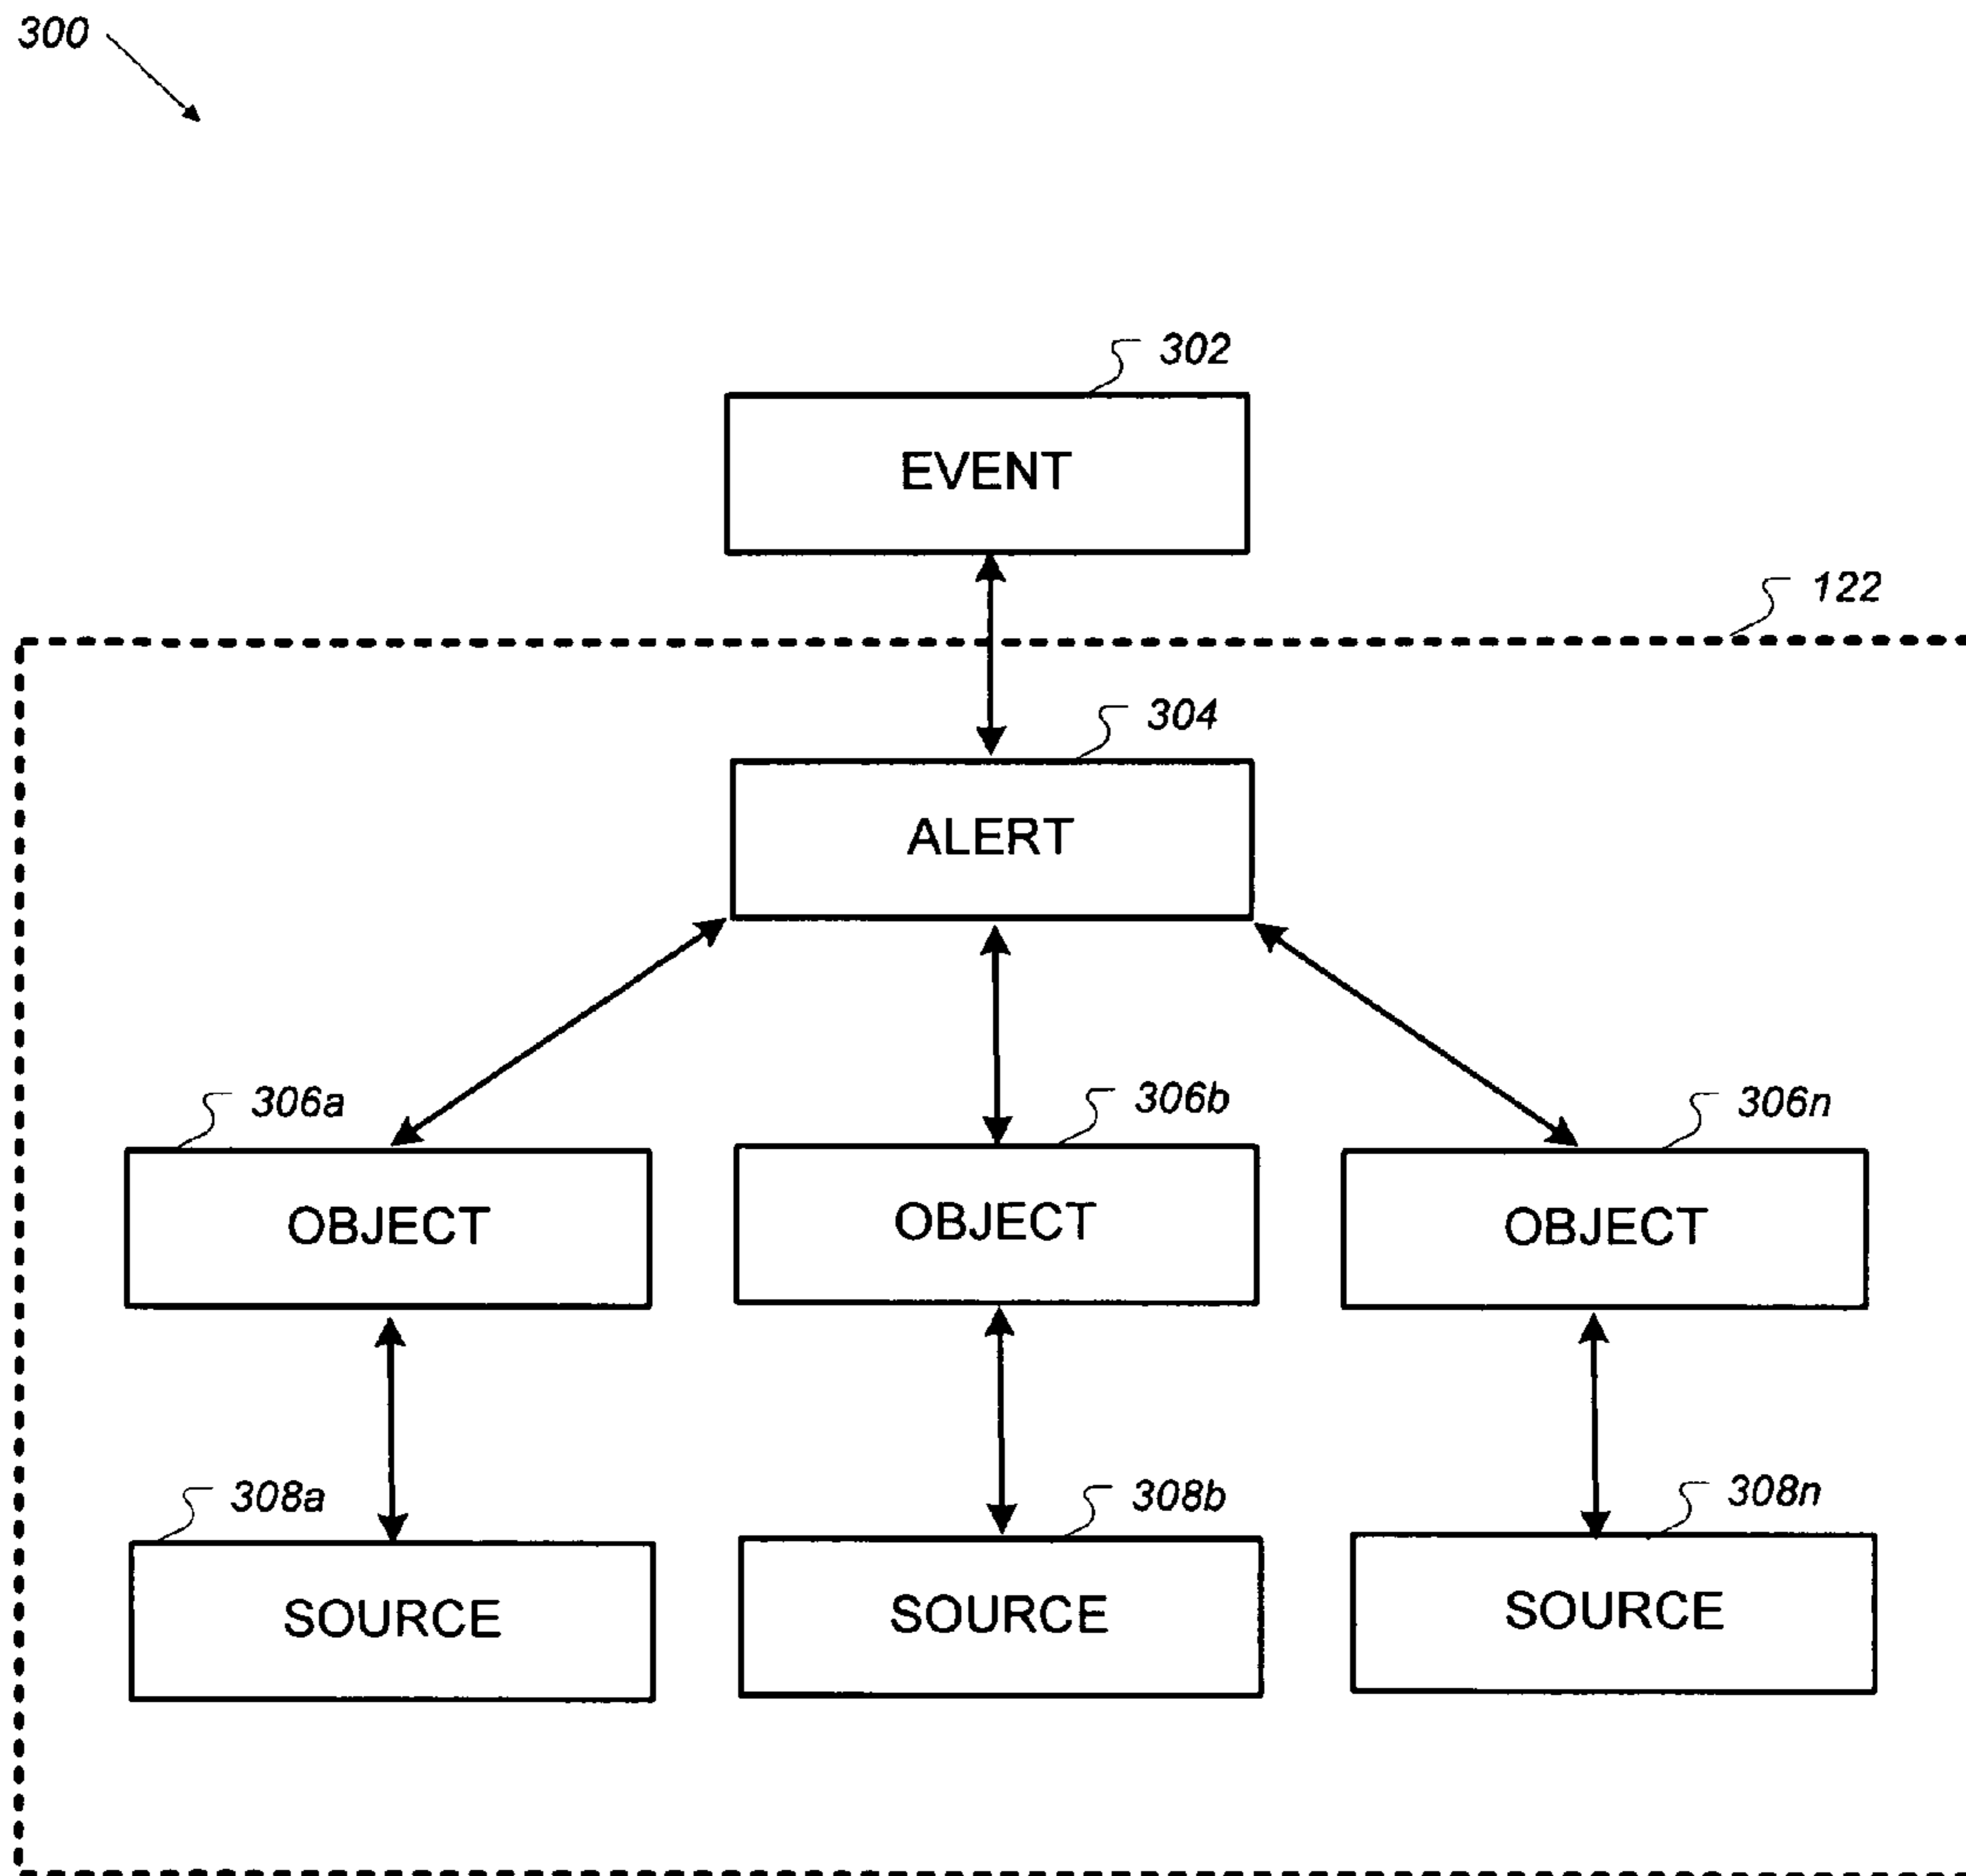 300
302
EVENT
122
304
ALERT
306a
306b
306n
OBJECT
OBJECT
OBJECT
308a
308b
308n
SOURCE
SOURCE
SOURCE